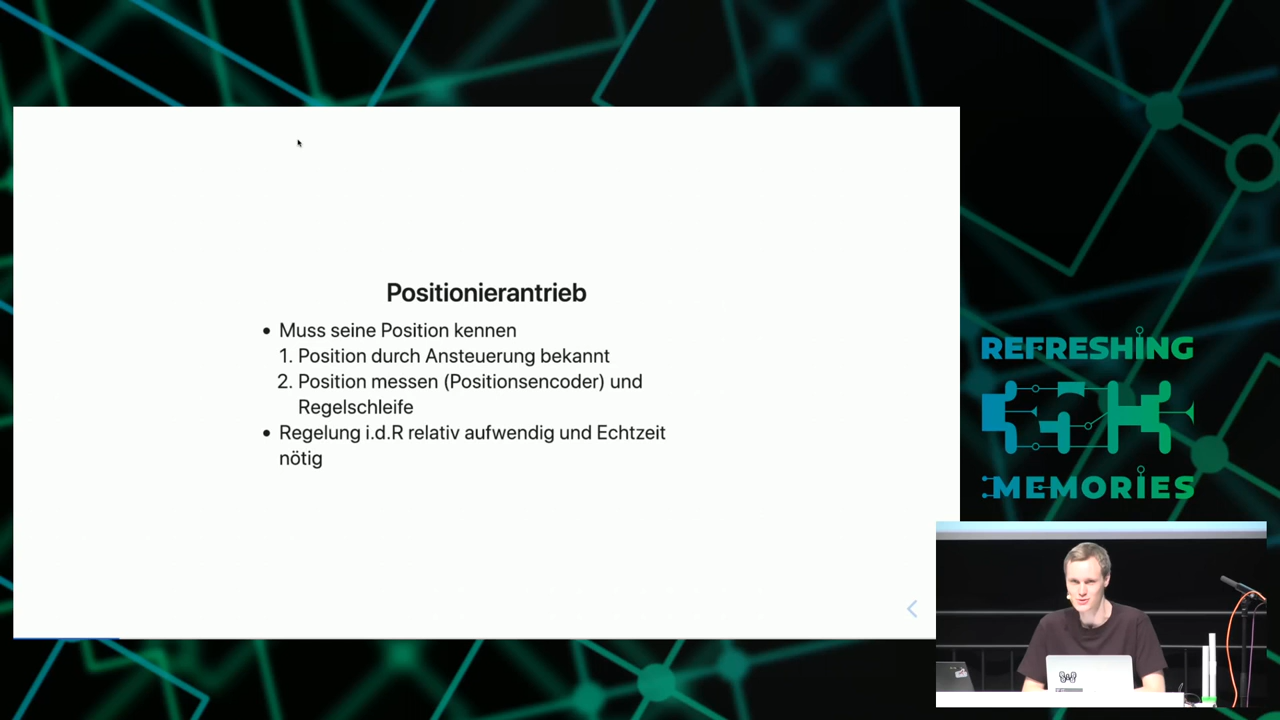 Positionierantrieb
• Muss seine Position kennen
1. Position durch Ansteuerung bekannt
2. Position messen (Positionsencoder) und
Regelschleife
• Regelung i.d.R relativ aufwendig und Echtzeit
nötig
REFRESHING
MEMORIES